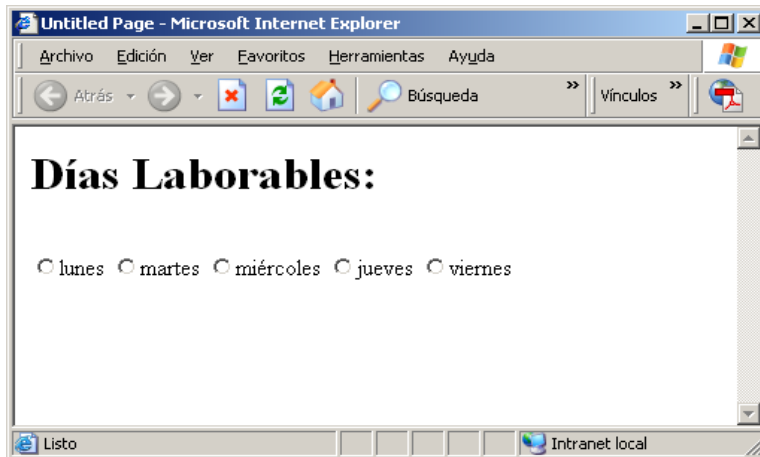 Untitled Page - Microsoft Internet Explorer
Archivo Edición Ver Favoritos Herramientas Ayuda
Atrás Búsqueda » Vínculos »
Días Laborables:
lunes martes miércoles jueves viernes
Listo Intranet local